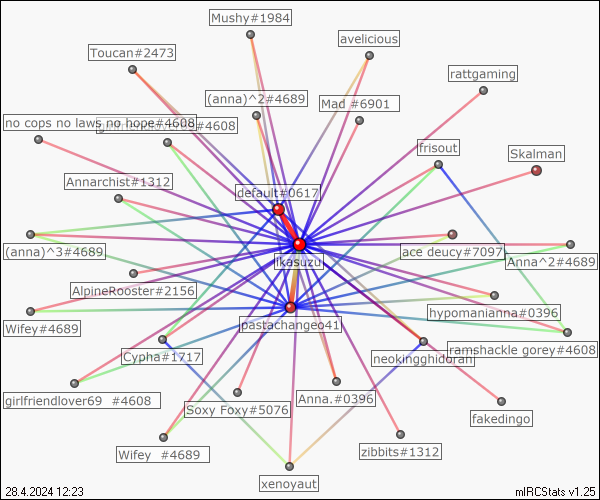 Mushy#1984
avelicious
Toucan#2473
rattgaming
(anna)^2#4689
Mad #6901
no cops no laws no hope#4608
#4608
frisout
Skalman
Annarchist#1312
default#0617
(anna)^3#4689
ikasuzu
ace deucy#7097
Anna^2#4689
AlpineRooster#2156
hypomanianna#0396
Wifey#4689
pastachangeo41
Cypha#1717
neokingghidorah
ramshackle gorey#4608
girlfriendlover69 #4608
Soxy Foxy#5076
Anna.#0396
fakedingo
Wifey #4689
zibbits#1312
xenoyaut
28.4.2024 12:23
mIRCStats v1.25